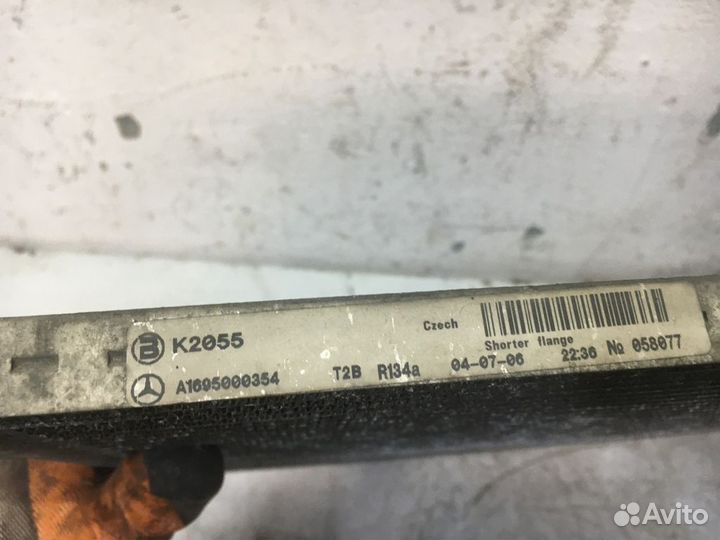 K2055
Czech
Shorter flange
A1695000354 T2B R134a 04-07-06 22:36 № 058077
Avito